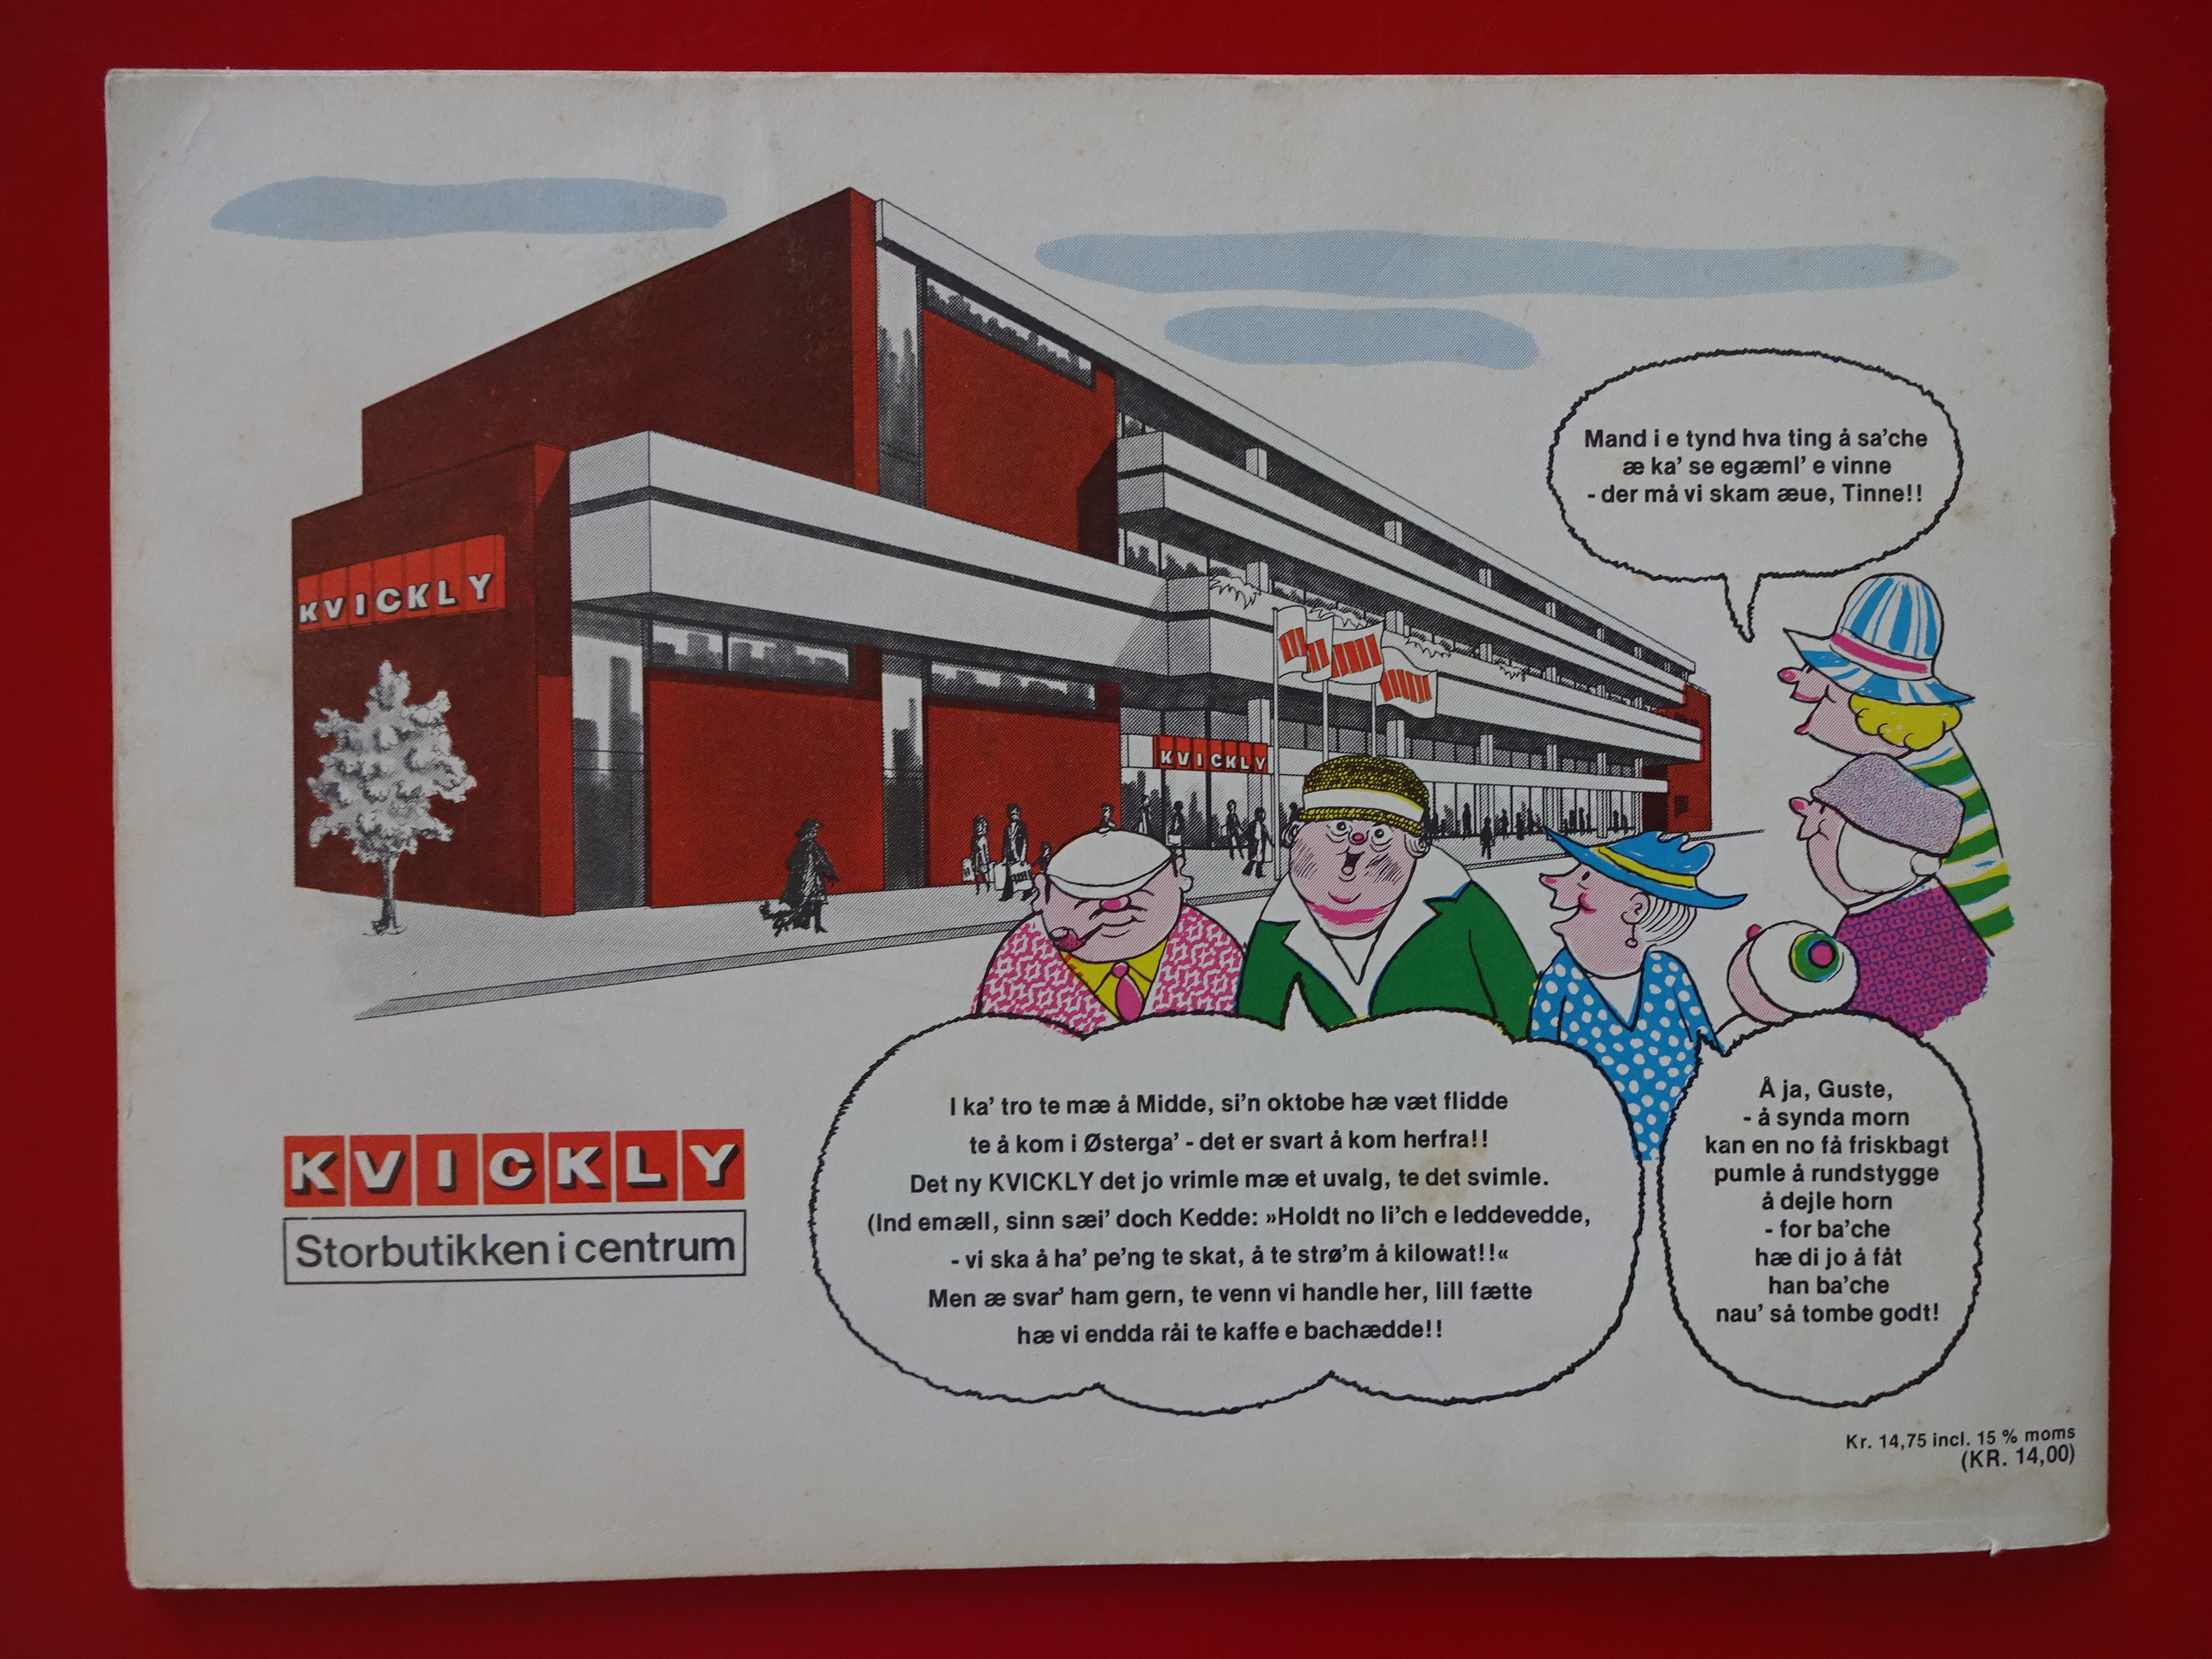 KVICKLY
KVICKLY
Mand i e tynd hva ting å sa'che
æ ka' se egæml' e vinne
- der må vi skam æue, Tinne!!
I ka' tro te mæ å Midde, si'n oktobe hæ væt flidde
te å kom i Østerga' - det er svart å kom herfra!!
Det ny KVICKLY det jo vrimle mæ et uvalg, te det svimle.
(Ind emæll, sinn sæi' doch Kedde: »Holdt no li'ch e leddevedde,
- vi ska å ha' pe'ng te skat, å te strø'm å kilowat!!«
Men æ svar' ham gern, te venn vi handle her, lill fætte
hæ vi endda råi te kaffe e bachædde!!
Å ja, Guste,
- å synda morn
kan en no få friskbagt
pumle å rundstygge
å dejle horn
- for ba'che
hæ di jo å fåt
han ba'che
nau' så tombe godt!
KVICKLY
Storbutikken i centrum
Kr. 14,75 incl. 15 % moms
(KR. 14,00)